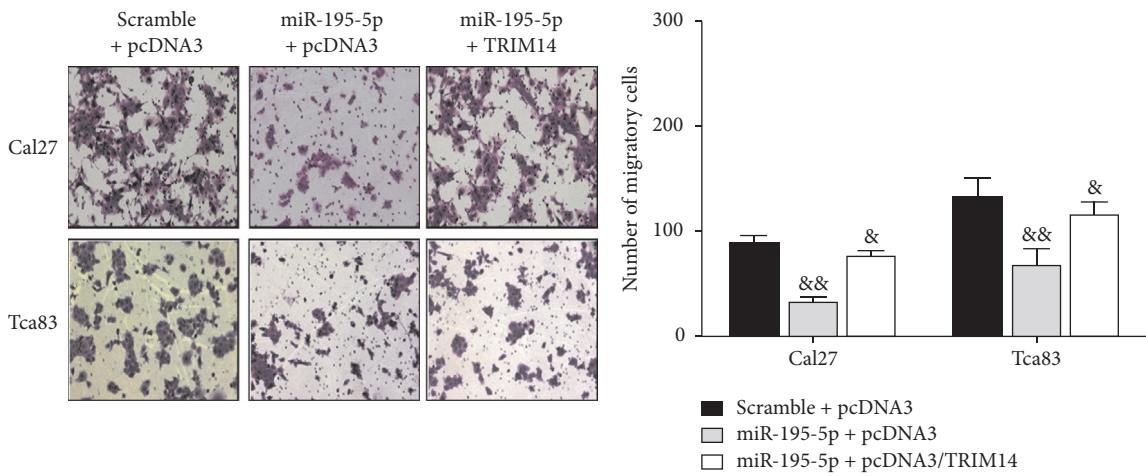 Scramble
+ pcDNA3
miR-195-5p
+ pcDNA3
miR-195-5p
+ TRIM14
Cal27
Tca83
Number of migratory cells
300
200
100
0
&&
&
&&
&
Cal27
Tca83
Scramble + pcDNA3
miR-195-5p + pcDNA3
miR-195-5p + pcDNA3/TRIM14